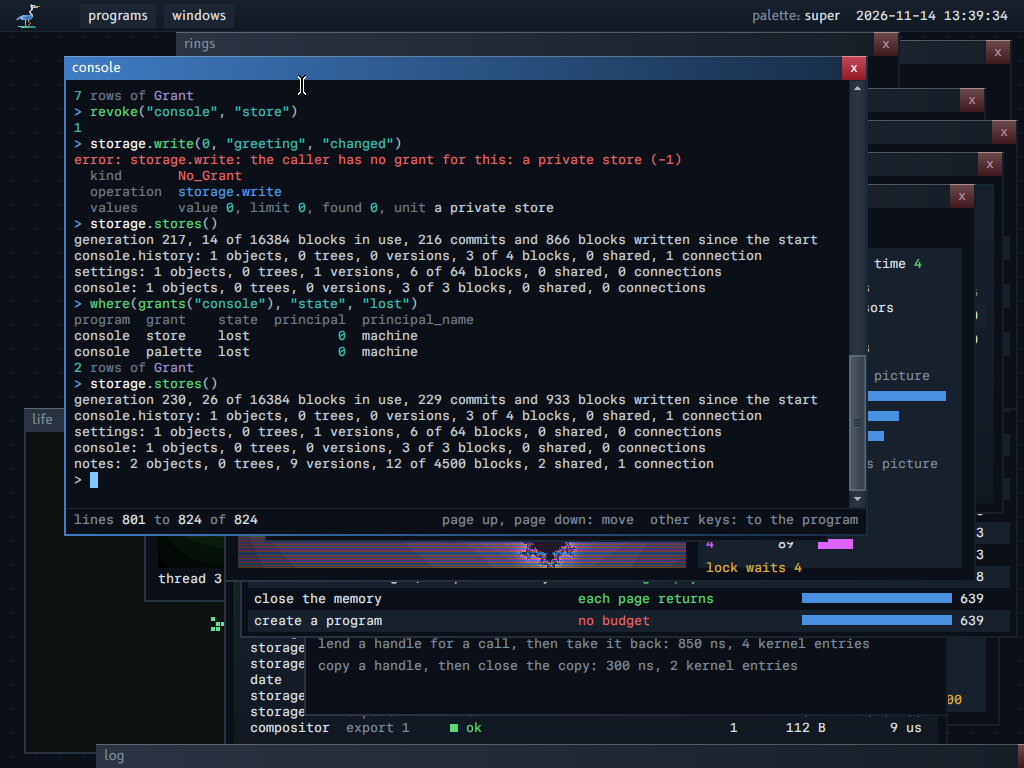 programs windows palette: super 2026-11-14 13:39:34
rings x
x
console x
x
x
x
x
7 rows of Grant
> revoke("console", "store")
1
> storage.write(0, "greeting", "changed")
error: storage.write: the caller has no grant for this: a private store (-1)
kind No_Grant
operation storage.write
values value 0, limit 0, found 0, unit a private store
> storage.stores()
generation 217, 14 of 16384 blocks in use, 216 commits and 866 blocks written since the start
console.history: 1 objects, 0 trees, 0 versions, 3 of 4 blocks, 0 shared, 1 connection
settings: 1 objects, 0 trees, 1 versions, 6 of 64 blocks, 0 shared, 0 connections
console: 1 objects, 0 trees, 0 versions, 3 of 3 blocks, 0 shared, 0 connections
> where(grants("console"), "state", "lost")
program grant state principal principal_name
console store lost 0 machine
console palette lost 0 machine
2 rows of Grant
> storage.stores()
generation 230, 26 of 16384 blocks in use, 229 commits and 933 blocks written since the start
console.history: 1 objects, 0 trees, 0 versions, 3 of 4 blocks, 0 shared, 1 connection
settings: 1 objects, 0 trees, 1 versions, 6 of 64 blocks, 0 shared, 0 connections
console: 1 objects, 0 trees, 0 versions, 3 of 3 blocks, 0 shared, 0 connections
notes: 2 objects, 0 trees, 9 versions, 12 of 4500 blocks, 2 shared, 1 connection
>
lines 801 to 824 of 824 page up, page down: move other keys: to the program
time 4
picture
picture
life
4 89
3
lock waits 4
3
thread 3
8
close the memory each page returns 639
create a program no budget 639
storage lend a handle for a call, then take it back: 850 ns, 4 kernel entries
storage copy a handle, then close the copy: 300 ns, 2 kernel entries
date
storage
storage
compositor export 1 ok 1 112 B 9 us
log